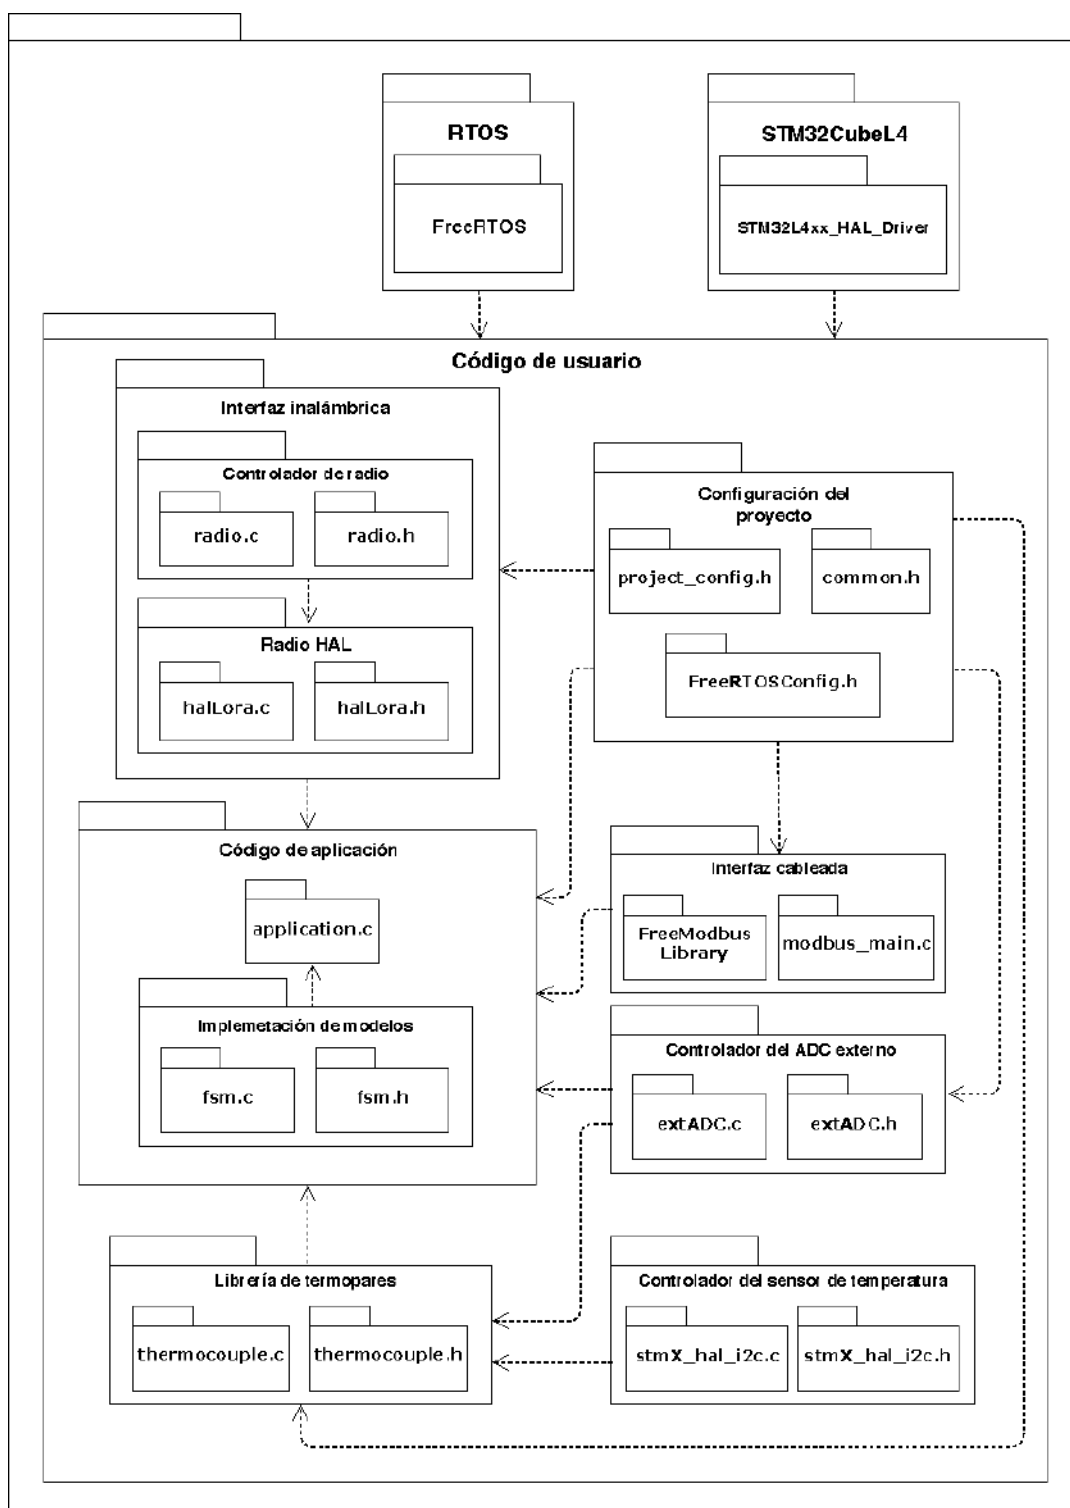 RTOS
FreeRTOS
STM32CubeL4
STM32L4xx_HAL_Driver
Código de usuario
Interfaz inalámbrica
Controlador de radio
radio.c
radio.h
Radio HAL
halLora.c
halLora.h
Configuración del
proyecto
project_config.h
common.h
FreeRTOSConfig.h
Código de aplicación
application.c
Implemetación de modelos
fsm.c
fsm.h
Interfaz cableada
FreeModbus
Library
modbus_main.c
Controlador del ADC externo
extADC.c
extADC.h
Librería de termopares
thermocouple.c
thermocouple.h
Controlador del sensor de temperatura
stmX_hal_i2c.c
stmX_hal_i2c.h